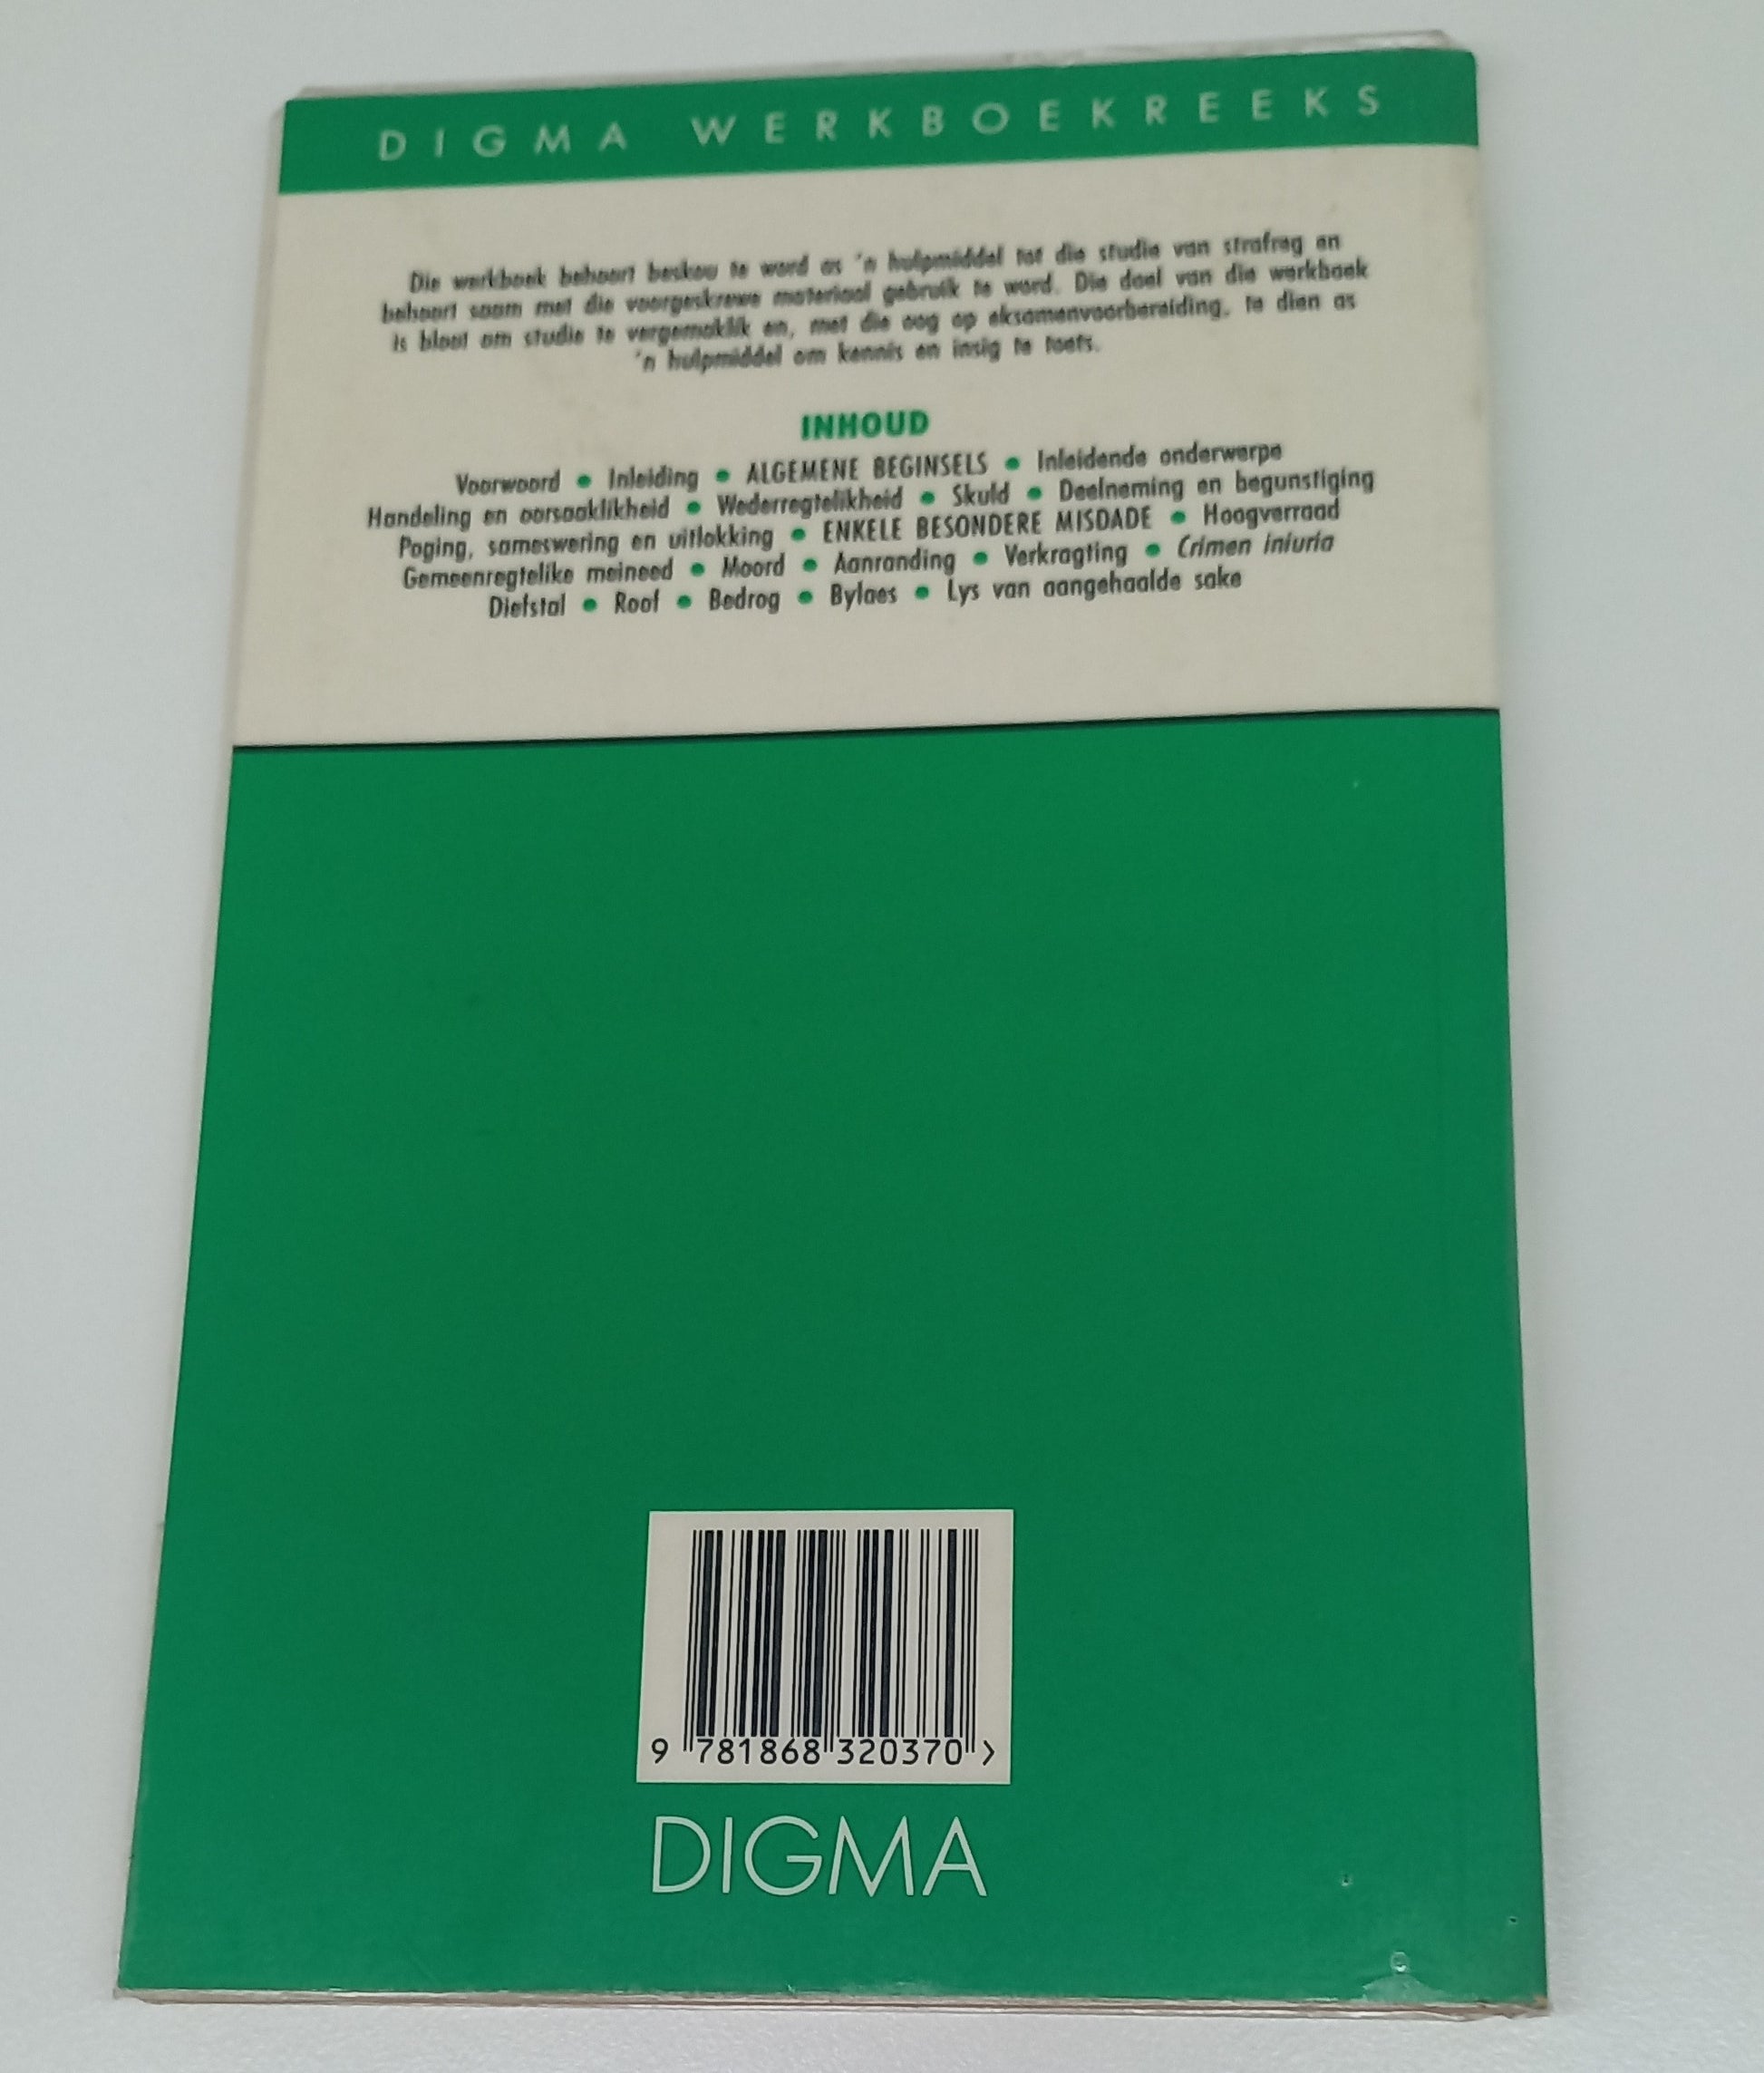 DIGMA WERKBOEKREEKS
Die werkboek behoort beskou te word as 'n hulpmiddel tot die studie van strafreg en
behoort saam met die voorgeskrewe materiaal gebruik te word. Die doel van die werkboek
is bloot om studie te vergemaklik en, met die oog op eksamenvoorbereiding, te dien as
'n hulpmiddel om kennis en insig te toets.
INHOUD
Voorwoord • Inleiding • ALGEMENE BEGINSELS • Inleidende onderwerpe
Handeling en oorsaaklikheid • Wederregtelikheid • Skuld • Deelneming en begunstiging
Poging, sameswering en uitlokking • ENKELE BESONDERE MISDADE • Hoogverraad
Gemeenregtelike meineed • Moord • Aanranding • Verkragting • Crimen iniuria
Diefstal • Roof • Bedrog • Bylaes • Lys van aangehaalde sake
9 781868 320370 >
DIGMA